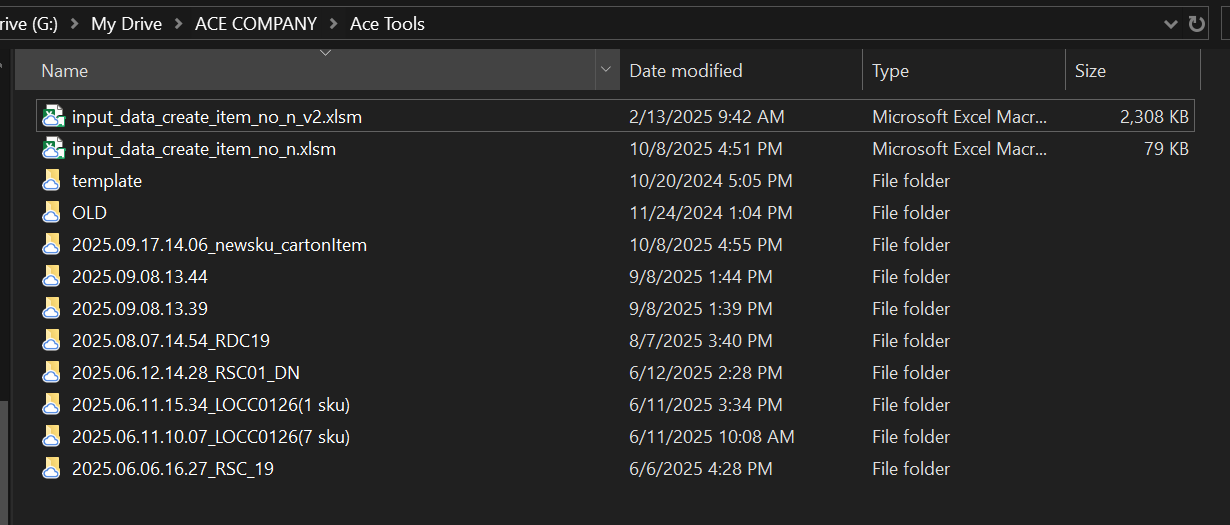 rive (G:) > My Drive > ACE COMPANY > Ace Tools
Name Date modified Type Size
input_data_create_item_no_n_v2.xlsm 2/13/2025 9:42 AM Microsoft Excel Macr... 2,308 KB
input_data_create_item_no_n.xlsm 10/8/2025 4:51 PM Microsoft Excel Macr... 79 KB
template 10/20/2024 5:05 PM File folder
OLD 11/24/2024 1:04 PM File folder
2025.09.17.14.06_newsku_cartonItem 10/8/2025 4:55 PM File folder
2025.09.08.13.44 9/8/2025 1:44 PM File folder
2025.09.08.13.39 9/8/2025 1:39 PM File folder
2025.08.07.14.54_RDC19 8/7/2025 3:40 PM File folder
2025.06.12.14.28_RSC01_DN 6/12/2025 2:28 PM File folder
2025.06.11.15.34_LOCC0126(1 sku) 6/11/2025 3:34 PM File folder
2025.06.11.10.07_LOCC0126(7 sku) 6/11/2025 10:08 AM File folder
2025.06.06.16.27_RSC_19 6/6/2025 4:28 PM File folder